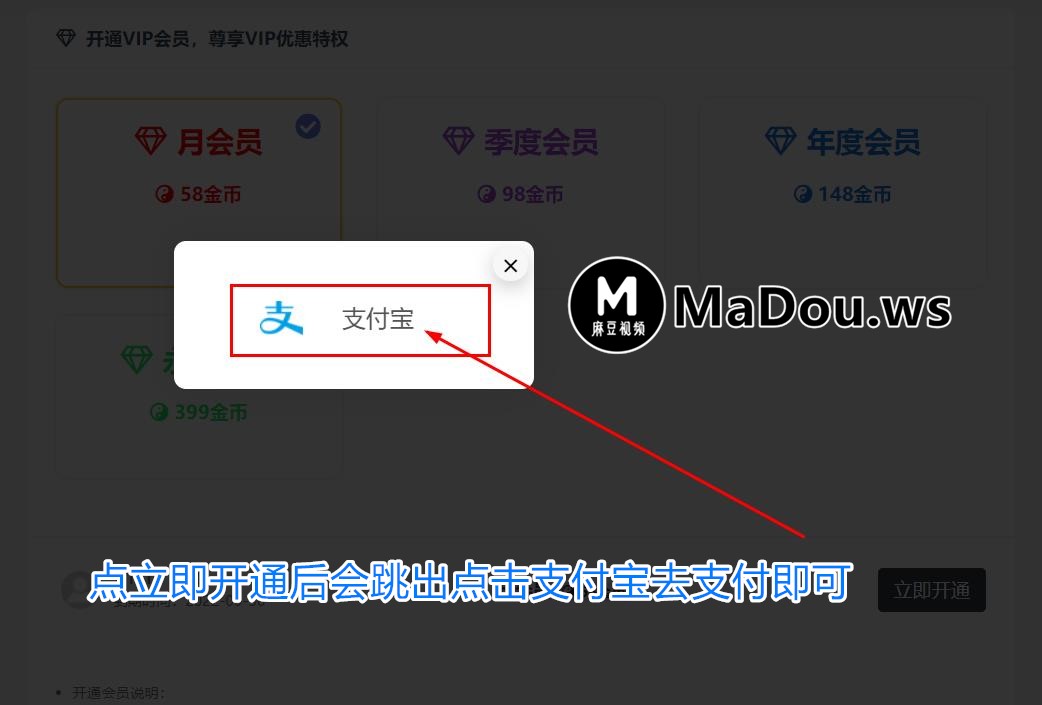 开通VIP会员，尊享VIP优惠特权
月会员
58金币
季度会员
98金币
年度会员
148金币
支付宝
M
麻豆视频
MaDou.ws
399金币
点立即开通后会跳出点击支付宝去支付即可
立即开通
开通会员说明：